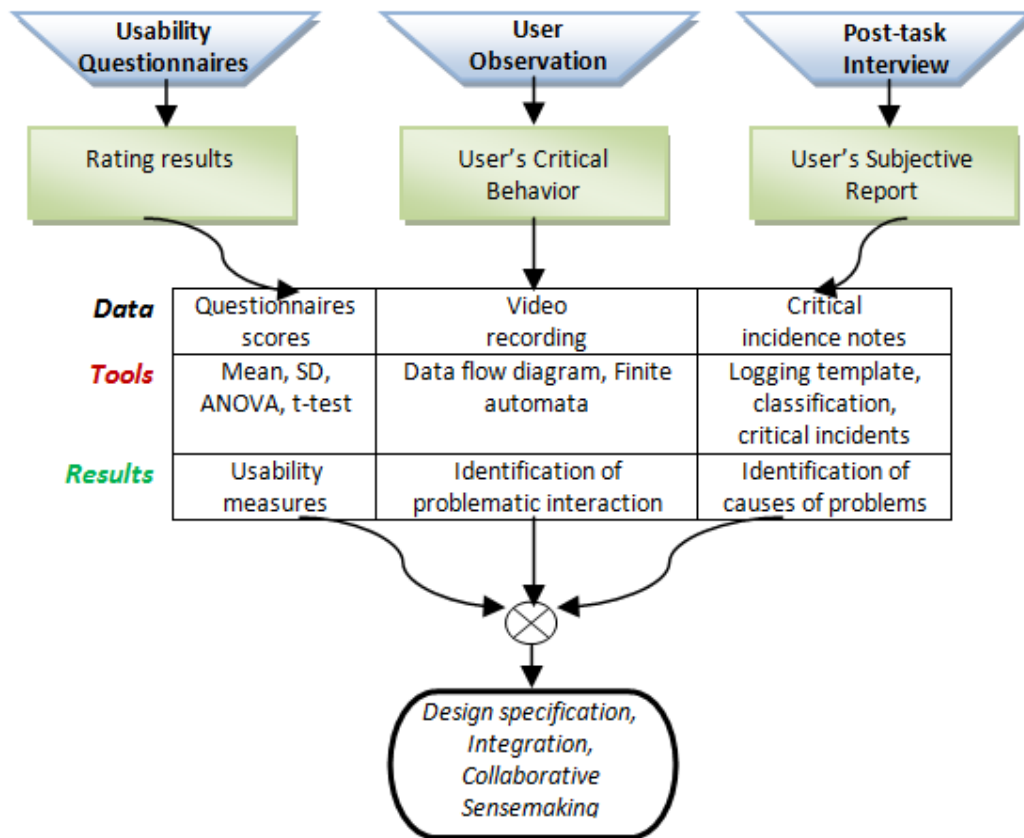 Usability
Questionnaires
User
Observation
Post-task
Interview
Rating results
User's Critical
Behavior
User's Subjective
Report
Data
Questionnaires
scores
Video
recording
Critical
incidence notes
Tools
Mean, SD,
ANOVA, t-test
Data flow diagram, Finite
automata
Logging template,
classification,
critical incidents
Results
Usability
measures
Identification of
problematic interaction
Identification of
causes of problems
Design specification,
Integration,
Collaborative
Sensemaking